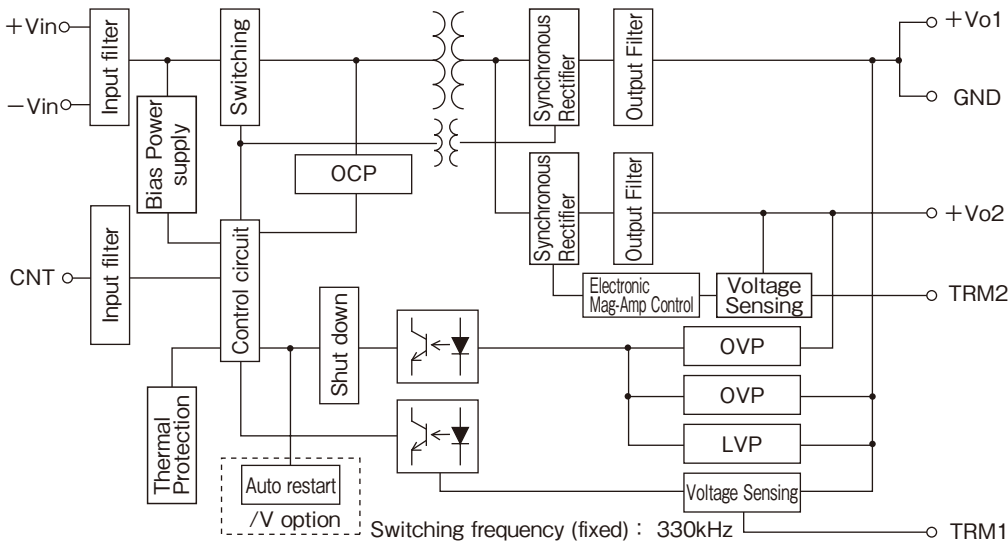 +Vin
−Vin
Input filter
Switching
Bias Power
supply
OCP
Synchronous
Rectifier
Output Filter
+Vo1
GND
Synchronous
Rectifier
Output Filter
+Vo2
CNT
Input filter
Control circuit
Electronic
Mag-Amp Control
Voltage
Sensing
TRM2
Thermal
Protection
Shut down
OVP
OVP
LVP
Auto restart
/V option
Voltage Sensing
Switching frequency (fixed) : 330kHz
TRM1